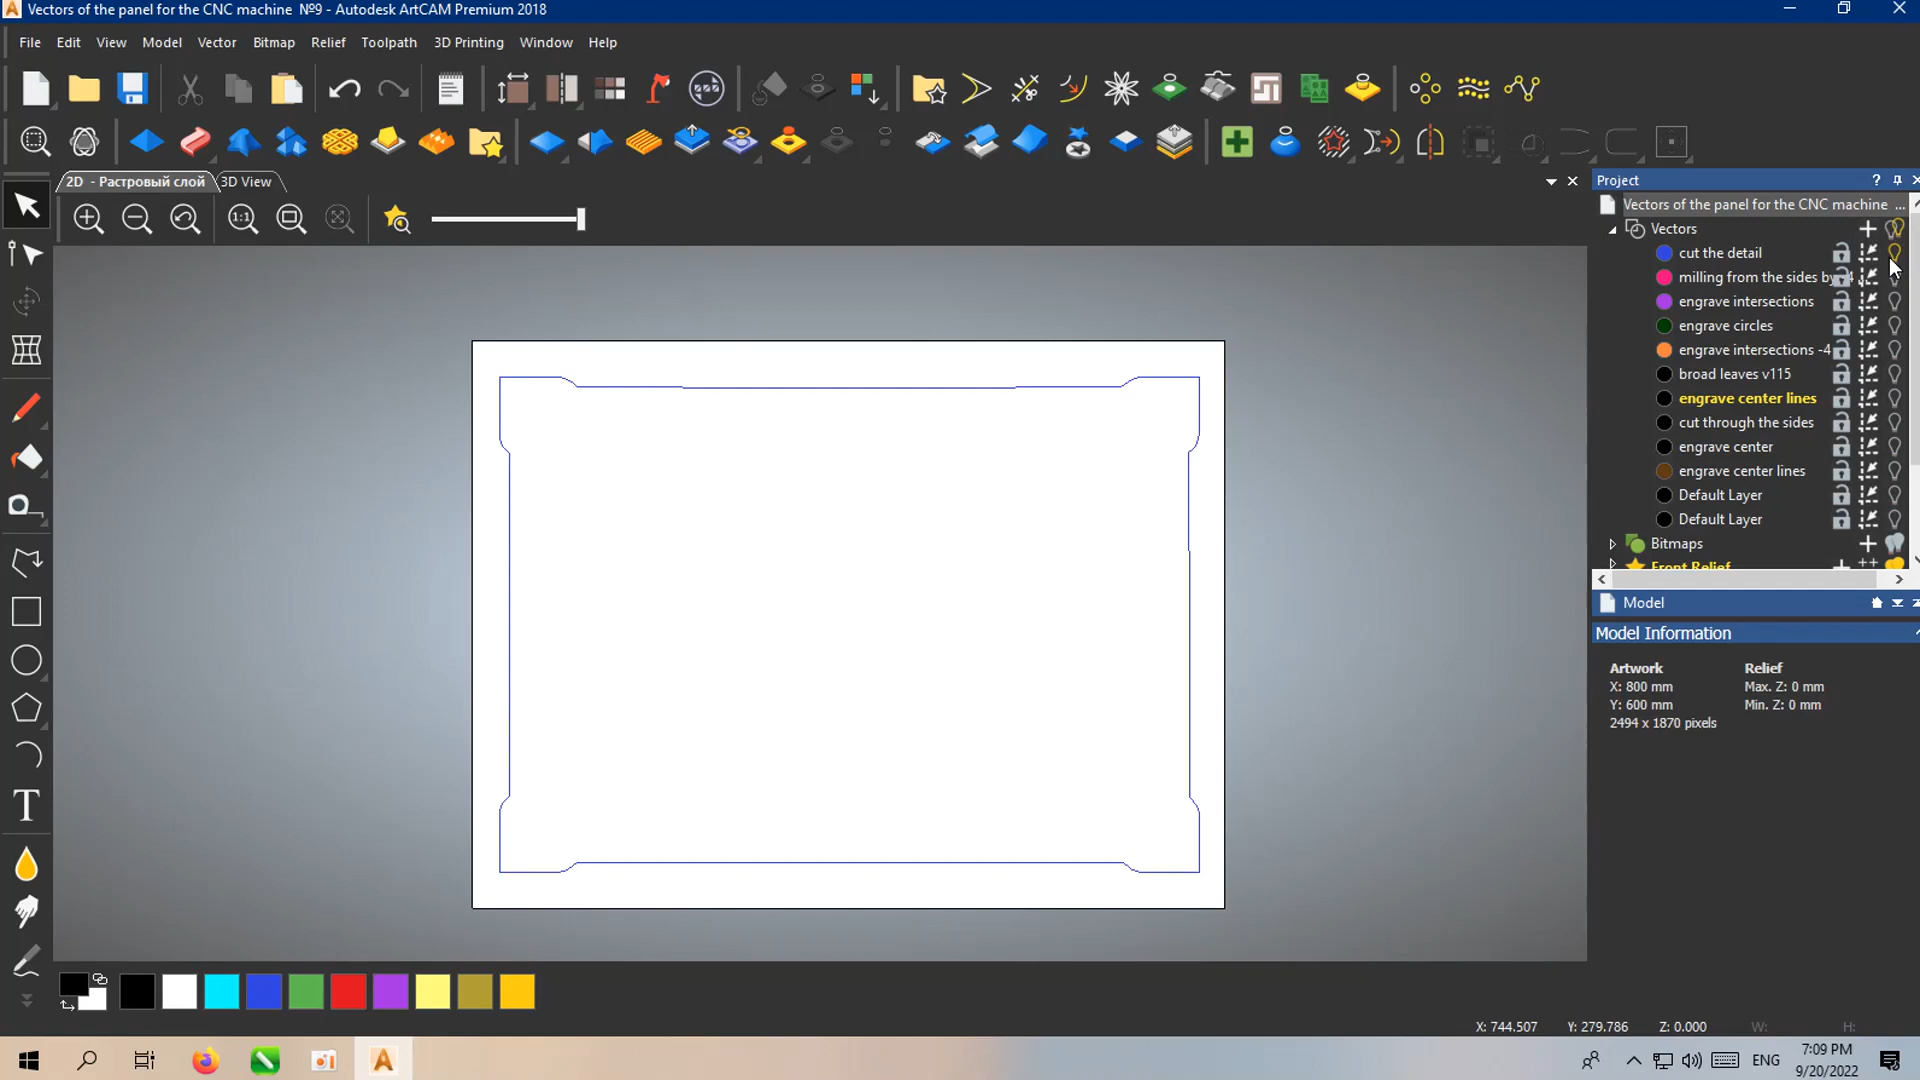 Vectors of the panel for the CNC machine №9 - Autodesk ArtCAM Premium 2018
File Edit View Model Vector Bitmap Relief Toolpath 3D Printing Window Help
2D - Растровый слой 3D View
1:1
Project
Vectors of the panel for the CNC machine ...
Vectors
cut the detail
milling from the sides by -4
engrave intersections
engrave circles
engrave intersections -4
broad leaves v115
engrave center lines
cut through the sides
engrave center
engrave center lines
Default Layer
Default Layer
Bitmaps
Front Relief
Model
Model Information
Artwork Relief
X: 800 mm Max. Z: 0 mm
Y: 600 mm Min. Z: 0 mm
2494 x 1870 pixels
X: 744.507 Y: 279.786 Z: 0.000 W: H:
ENG
7:09 PM
9/20/2022